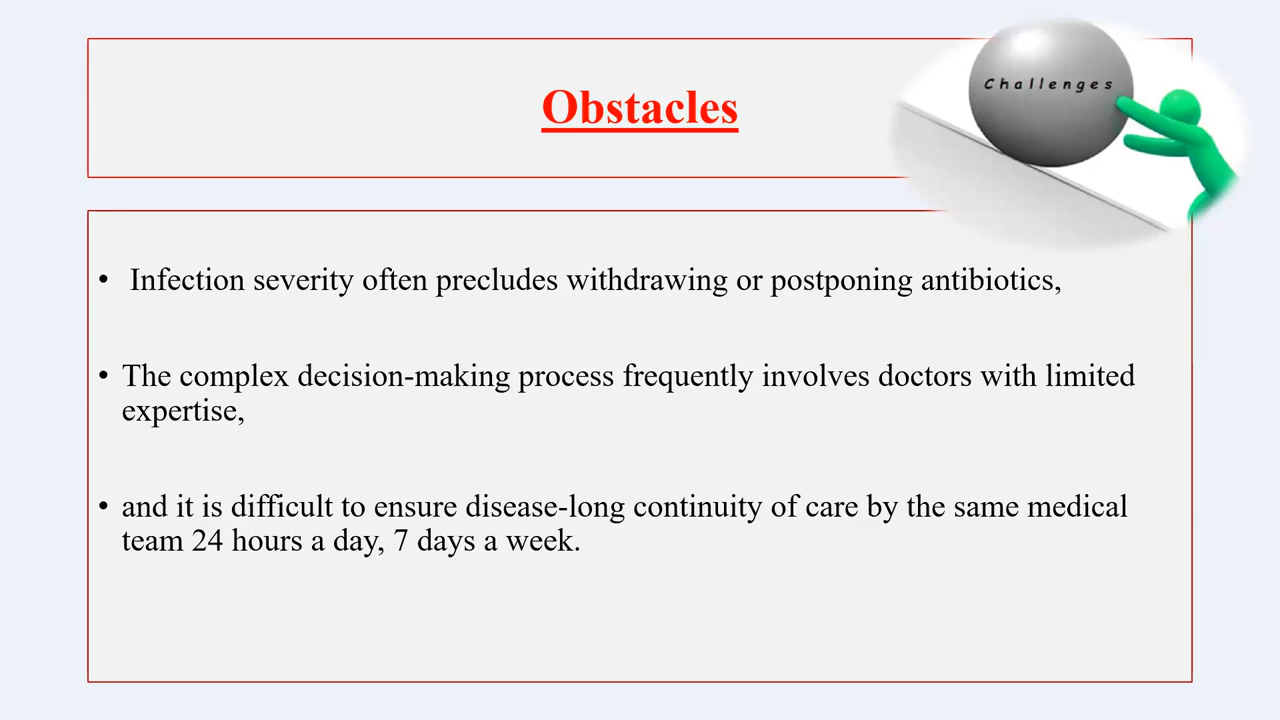 Challenges
Obstacles
• Infection severity often precludes withdrawing or postponing antibiotics,
• The complex decision-making process frequently involves doctors with limited
expertise,
• and it is difficult to ensure disease-long continuity of care by the same medical
team 24 hours a day, 7 days a week.